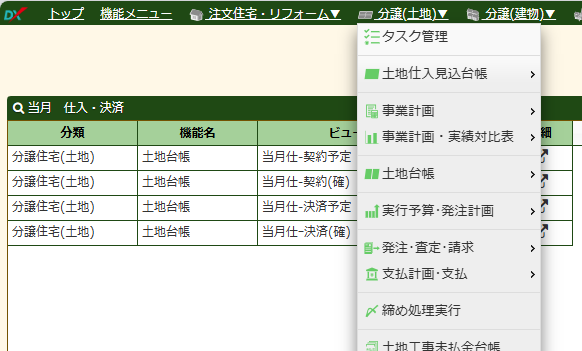 DX トップ 機能メニュー 注文住宅・リフォーム▼ 分譲(土地)▼ 分譲(建物)▼
タスク管理
土地仕入見込台帳
事業計画
事業計画・実績対比表
土地台帳
実行予算・発注計画
発注・査定・請求
支払計画・支払
締め処理実行
土地工事未払金台帳
当月 仕入・決済
分類 機能名 ビュー 細
分譲住宅(土地) 土地台帳 当月仕-契約予定
分譲住宅(土地) 土地台帳 当月仕-契約(確)
分譲住宅(土地) 土地台帳 当月仕-決済予定
分譲住宅(土地) 土地台帳 当月仕-決済(確)